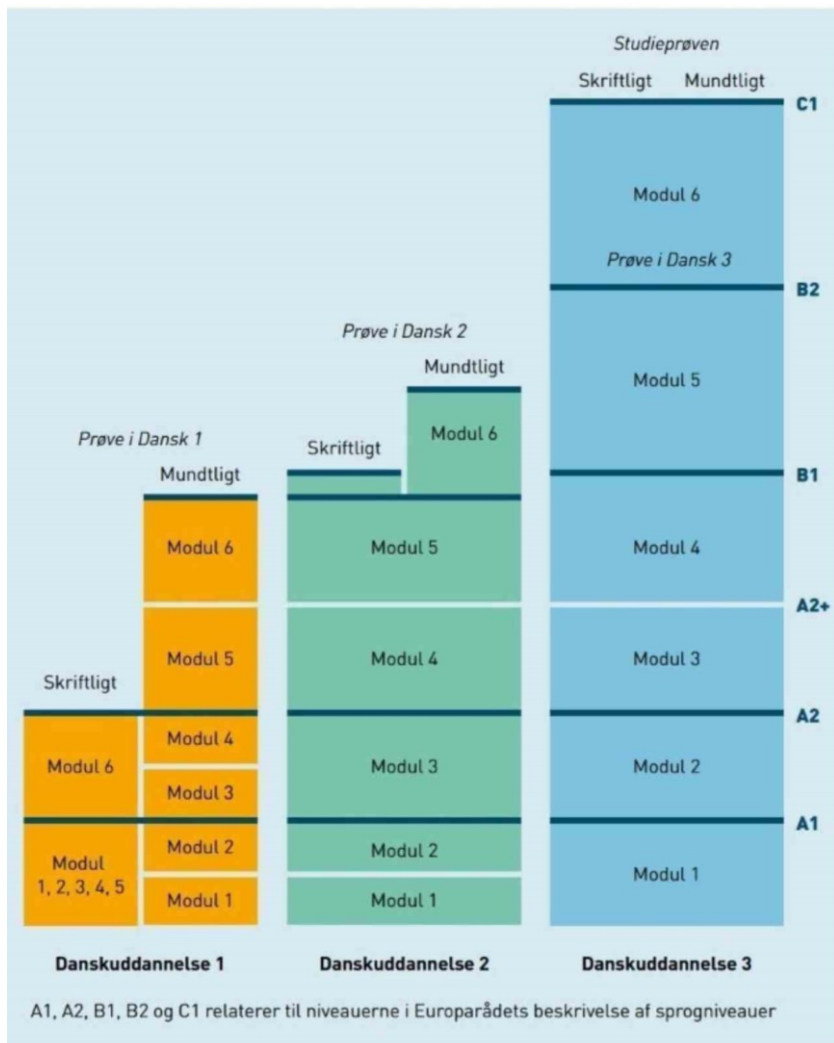 Studieprøven
Skriftligt Mundtligt
C1
Modul 6
Prøve i Dansk 3
B2
Prøve i Dansk 2
Mundtligt
Modul 5
Modul 6
Prøve i Dansk 1
Skriftligt
Mundtligt
B1
Modul 6
Modul 5
Modul 4
A2+
Modul 5
Modul 4
Modul 3
Skriftligt
A2
Modul 4
Modul 6
Modul 3
Modul 2
Modul 3
A1
Modul 2
Modul 2
Modul
1, 2, 3, 4, 5
Modul 1
Modul 1
Modul 1
Danskuddannelse 1 Danskuddannelse 2 Danskuddannelse 3
A1, A2, B1, B2 og C1 relaterer til niveauerne i Europarådets beskrivelse af sprogniveauer